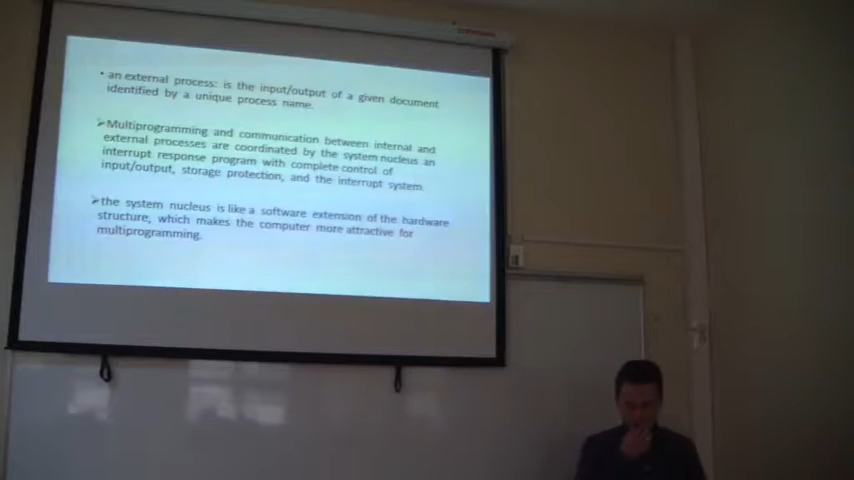 • an external process: is the input/output of a given document
identified by a unique process name.
➢Multiprogramming and communication between internal and
external processes are coordinated by the system nucleus an
interrupt response program with complete control of
input/output, storage protection, and the interrupt system.
➢the system nucleus is like a software extension of the hardware
structure, which makes the computer more attractive for
multiprogramming.